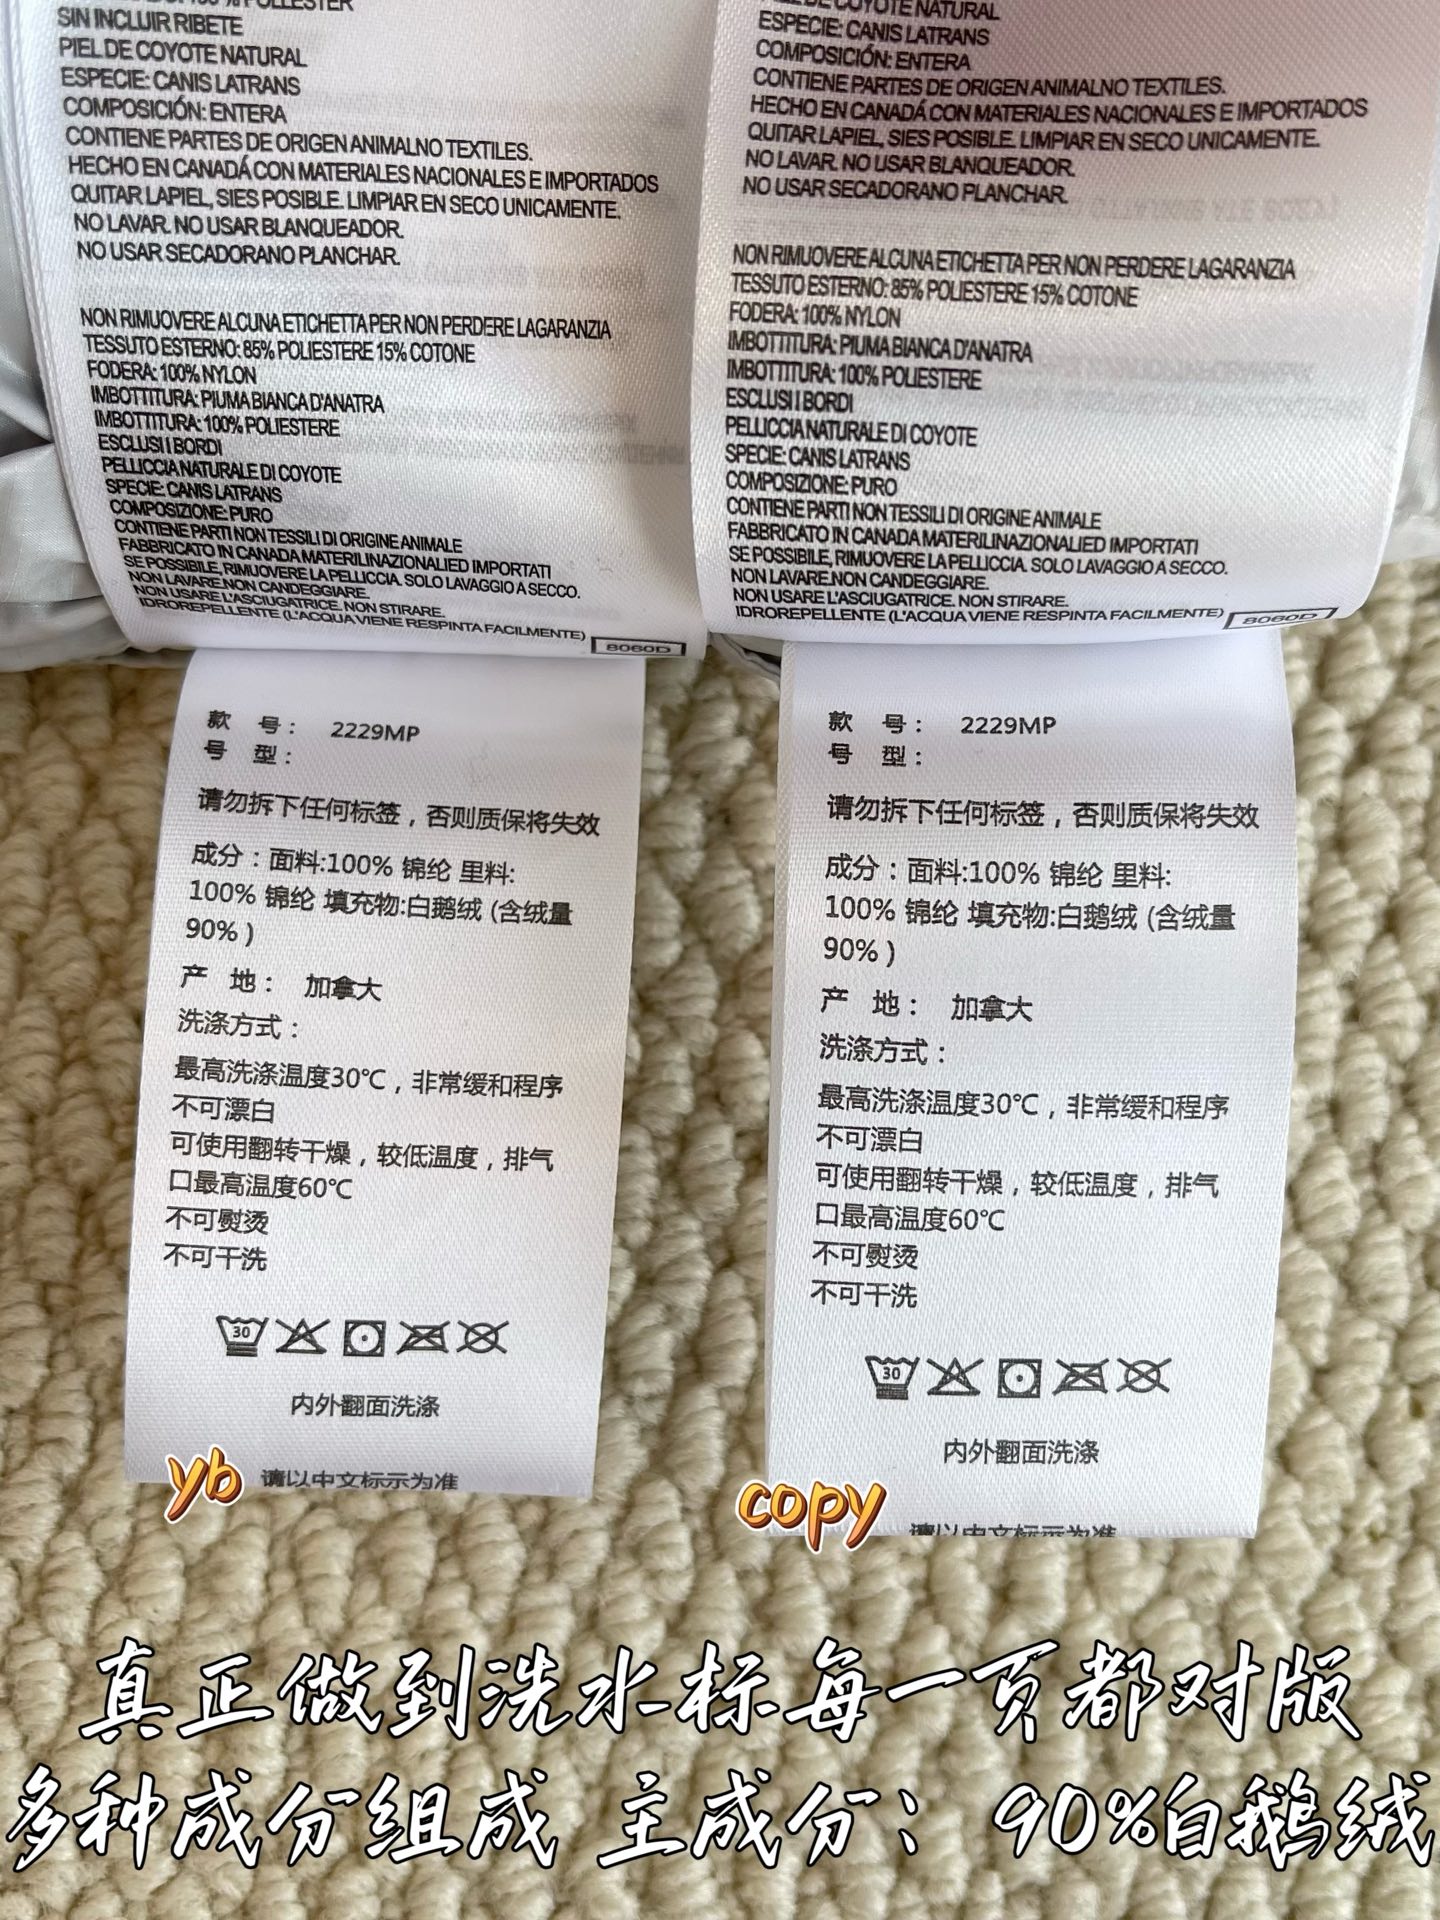 SIN INCLUIR RIBETE
PIEL DE COYOTE NATURAL
ESPECIE: CANIS LATRANS
COMPOSICIÓN: ENTERA
CONTIENE PARTES DE ORIGEN ANIMALNO TEXTILES.
HECHO EN CANADÁ CON MATERIALES NACIONALES E IMPORTADOS
QUITAR LAPIEL, SIES POSIBLE. LIMPIAR EN SECO UNICAMENTE.
NO LAVAR. NO USAR BLANQUEADOR.
NO USAR SECADORANO PLANCHAR.
NON RIMUOVERE ALCUNA ETICHETTA PER NON PERDERE LAGARANZIA
TESSUTO ESTERNO: 85% POLIESTERE 15% COTONE
FODERA: 100% NYLON
IMBOTTITURA: PIUMA BIANCA D'ANATRA
IMBOTTITURA: 100% POLIESTERE
ESCLUSI I BORDI
PELLICCIA NATURALE DI COYOTE
SPECIE: CANIS LATRANS
COMPOSIZIONE: PURO
CONTIENE PARTI NON TESSILI DI ORIGINE ANIMALE
FABBRICATO IN CANADA MATERILINAZIONALIED IMPORTATI
SE POSSIBILE, RIMUOVERE LA PELLICCIA. SOLO LAVAGGIO A SECCO.
NON LAVARE.NON CANDEGGIARE.
NON USARE L'ASCIUGATRICE. NON STIRARE.
IDROREPELLENTE (L'ACQUA VIENE RESPINTA FACILMENTE)
8060D
款 号： 2229MP
号 型：
请勿拆下任何标签，否则质保将失效
成分：面料:100% 锦纶 里料:
100% 锦纶 填充物:白鹅绒 (含绒量
90% )
产 地： 加拿大
洗涤方式：
最高洗涤温度30℃，非常缓和程序
不可漂白
可使用翻转干燥，较低温度，排气
口最高温度60℃
不可熨烫
不可干洗
30
内外翻面洗涤
请以中文标示为准
yb
COYOTE NATURAL
ESPECIE: CANIS LATRANS
COMPOSICIÓN: ENTERA
CONTIENE PARTES DE ORIGEN ANIMALNO TEXTILES.
HECHO EN CANADÁ CON MATERIALES NACIONALES E IMPORTADOS
QUITAR LAPIEL, SIES POSIBLE. LIMPIAR EN SECO UNICAMENTE.
NO LAVAR. NO USAR BLANQUEADOR.
NO USAR SECADORANO PLANCHAR.
NON RIMUOVERE ALCUNA ETICHETTA PER NON PERDERE LAGARANZIA
TESSUTO ESTERNO: 85% POLIESTERE 15% COTONE
FODERA: 100% NYLON
IMBOTTITURA: PIUMA BIANCA D'ANATRA
IMBOTTITURA: 100% POLIESTERE
ESCLUSI I BORDI
PELLICCIA NATURALE DI COYOTE
SPECIE: CANIS LATRANS
COMPOSIZIONE: PURO
CONTIENE PARTI NON TESSILI DI ORIGINE ANIMALE
FABBRICATO IN CANADA MATERILINAZIONALIED IMPORTATI
SE POSSIBILE, RIMUOVERE LA PELLICCIA. SOLO LAVAGGIO A SECCO.
NON LAVARE.NON CANDEGGIARE.
NON USARE L'ASCIUGATRICE. NON STIRARE.
IDROREPELLENTE (L'ACQUA VIENE RESPINTA FACILMENTE)
8060D
款 号： 2229MP
号 型：
请勿拆下任何标签，否则质保将失效
成分：面料:100% 锦纶 里料:
100% 锦纶 填充物:白鹅绒 (含绒量
90% )
产 地： 加拿大
洗涤方式：
最高洗涤温度30℃，非常缓和程序
不可漂白
可使用翻转干燥，较低温度，排气
口最高温度60℃
不可熨烫
不可干洗
30
内外翻面洗涤
请以中文标示为准
copy
真正做到洗水标每一页都对版
多种成分组成 主成分：90%白鹅绒